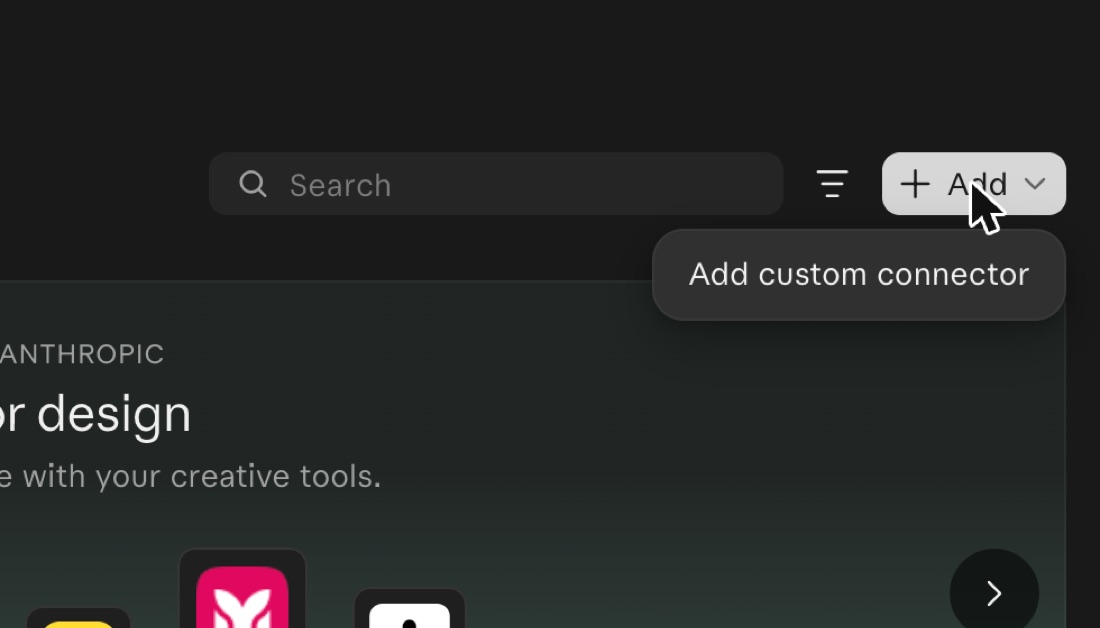 Search
Add
Add custom connector
ANTHROPIC
or design
e with your creative tools.